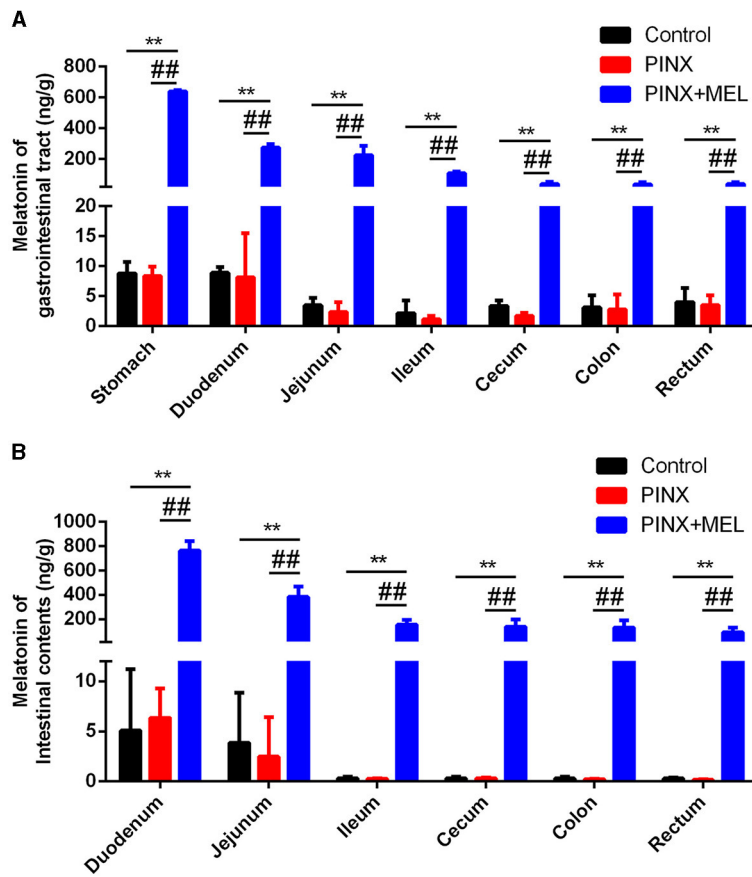 A
Control
PINX
PINX+MEL
Melatonin of
gastrointestinal tract (ng/g)
800
600
400
200
20
15
10
5
0
**
##
**
##
**
##
**
##
**
##
**
##
**
##
Stomach
Duodenum
Jejunum
Ileum
Cecum
Colon
Rectum
B
Control
PINX
PINX+MEL
Melatonin of
Intestinal contents (ng/g)
1000
800
600
400
200
10
5
0
**
##
**
##
**
##
**
##
**
##
**
##
Duodenum
Jejunum
Ileum
Cecum
Colon
Rectum